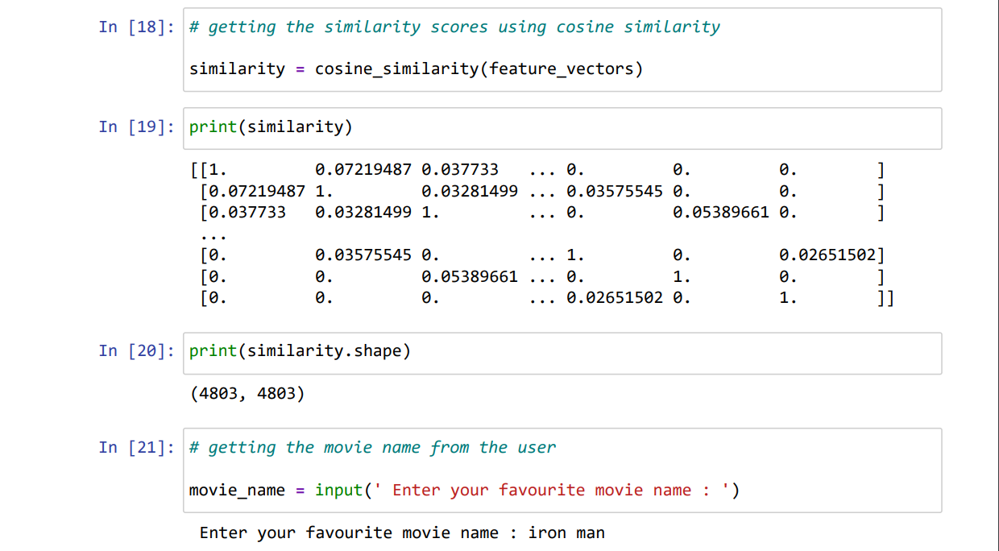 In [18]: # getting the similarity scores using cosine similarity
similarity = cosine_similarity(feature_vectors)
In [19]: print(similarity)
[[1.         0.07219487 0.037733   ... 0.         0.         0.        ]
 [0.07219487 1.         0.03281499 ... 0.03575545 0.         0.        ]
 [0.037733   0.03281499 1.         ... 0.         0.05389661 0.        ]
 ...
 [0.         0.03575545 0.         ... 1.         0.         0.02651502]
 [0.         0.         0.05389661 ... 0.         1.         0.        ]
 [0.         0.         0.         ... 0.02651502 0.         1.        ]]
In [20]: print(similarity.shape)
(4803, 4803)
In [21]: # getting the movie name from the user
movie_name = input(' Enter your favourite movie name : ')
 Enter your favourite movie name : iron man